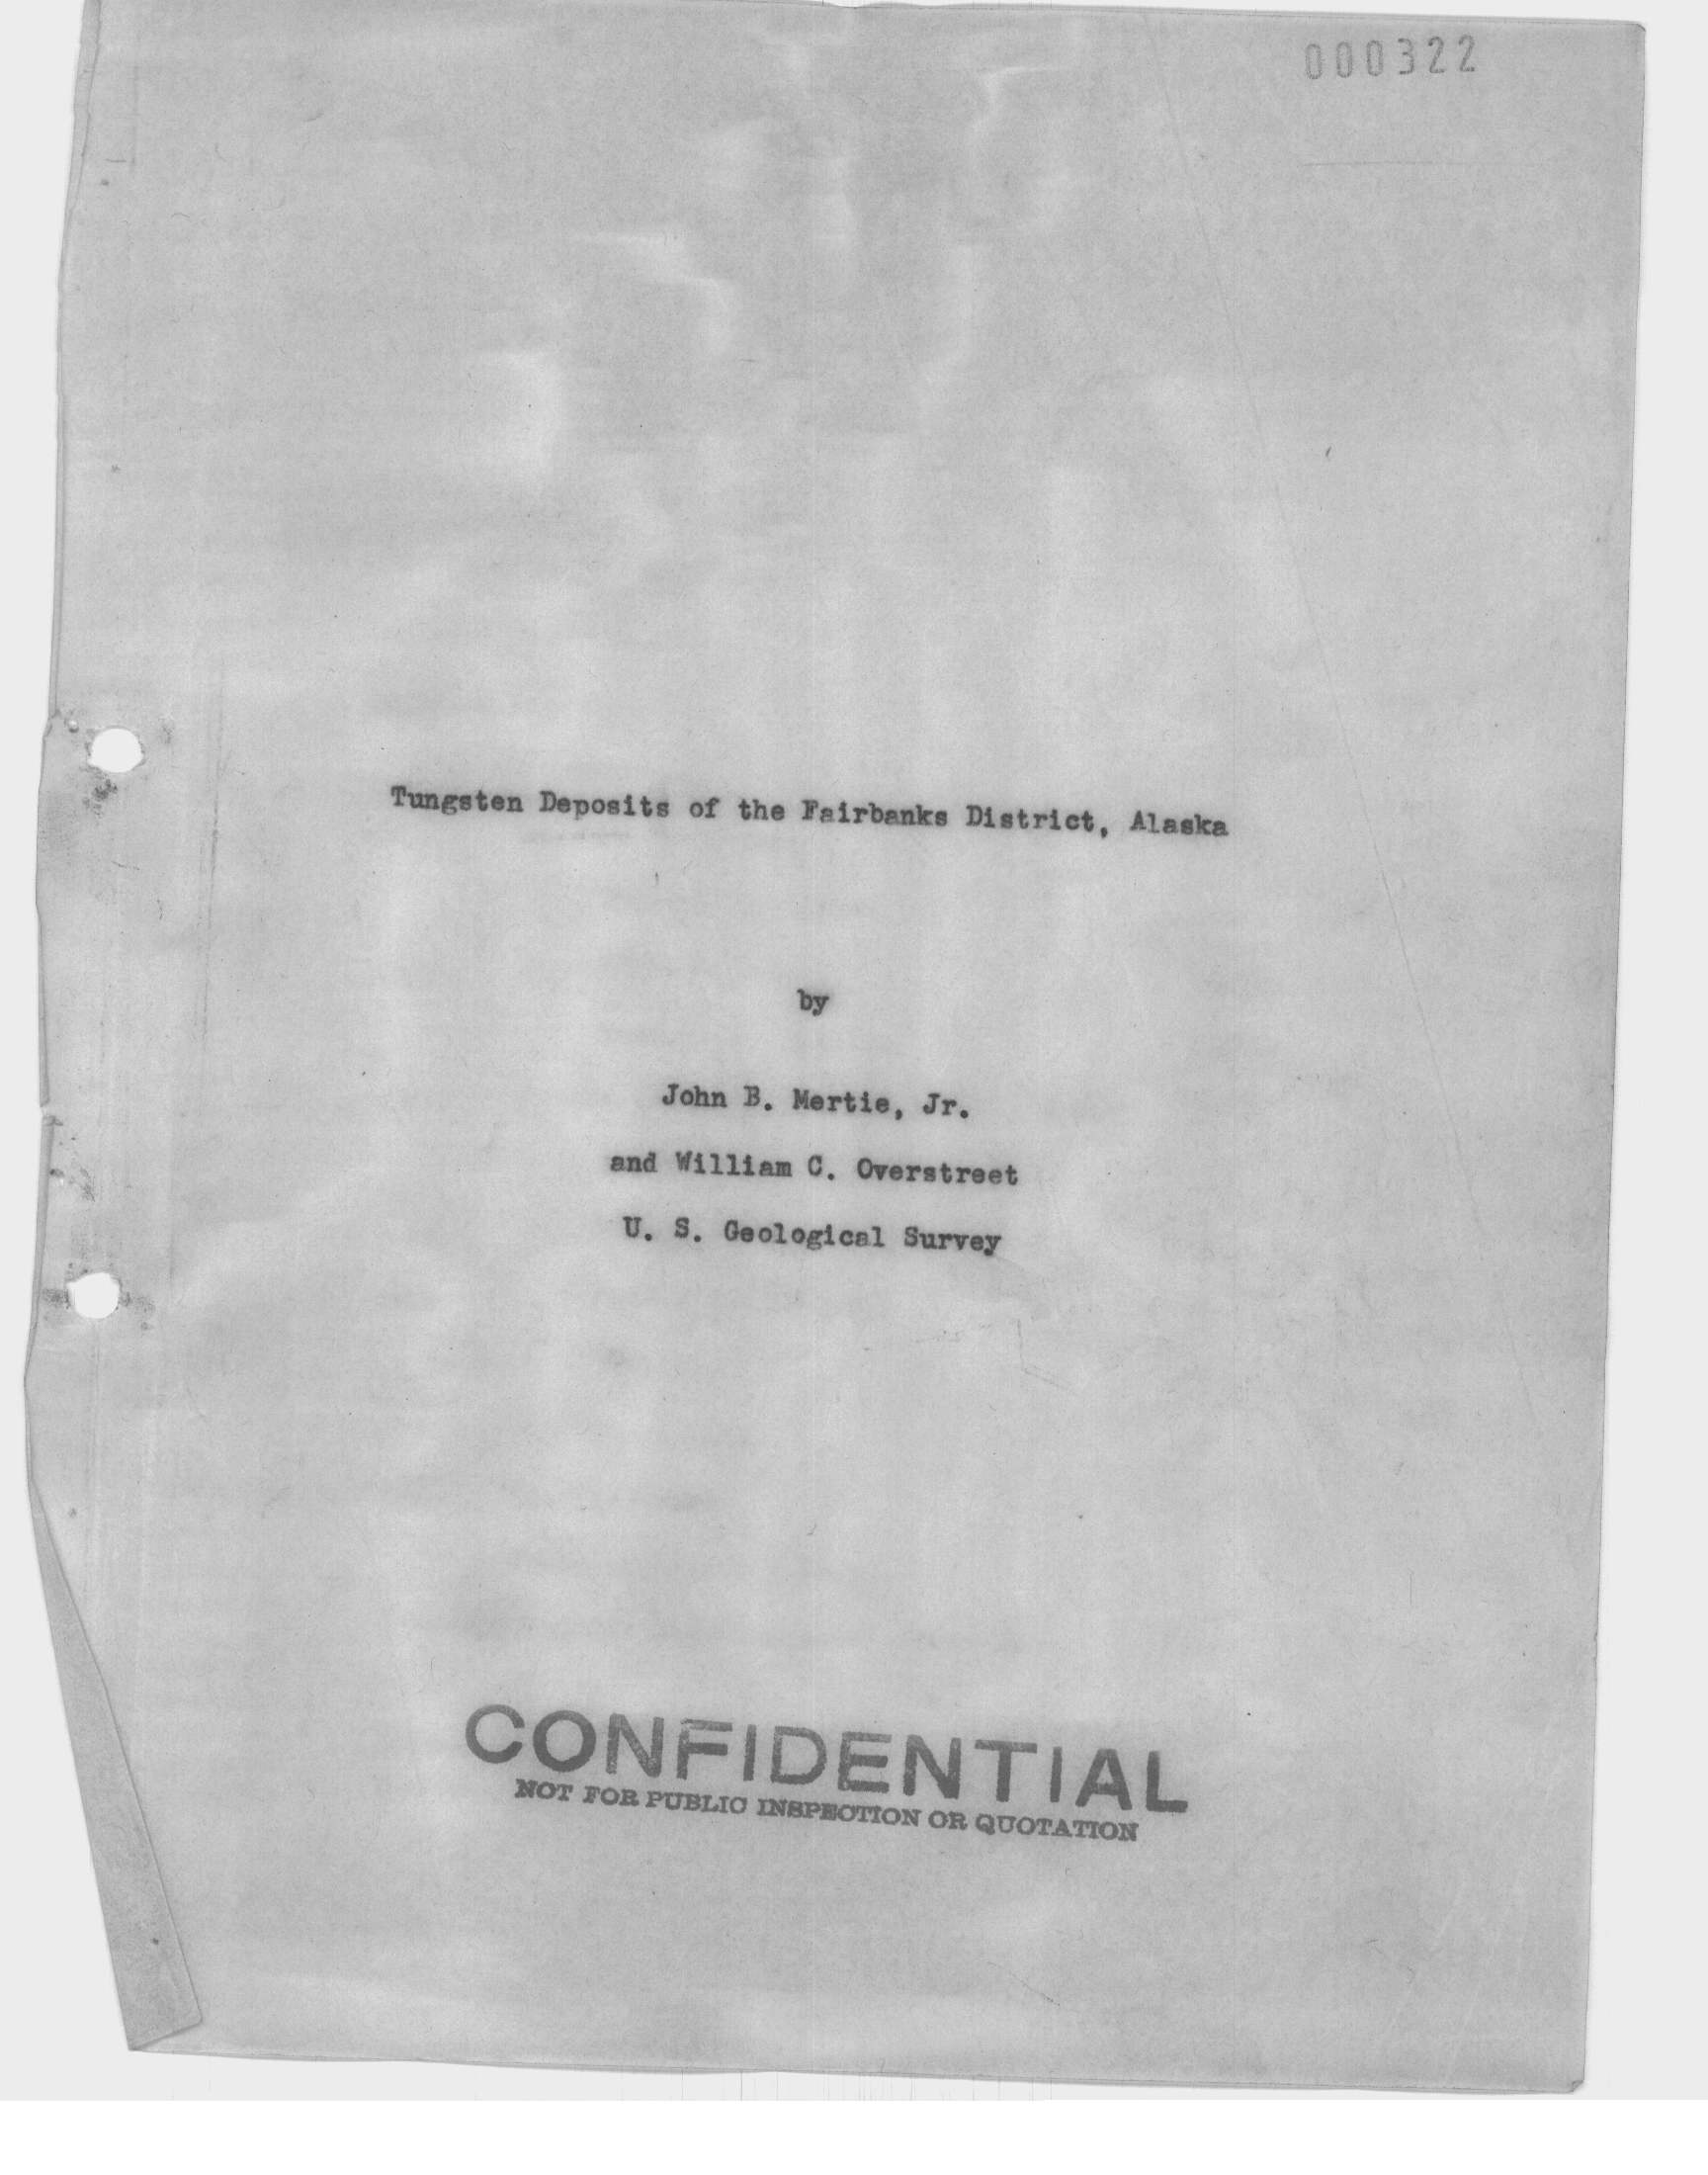 000322
Tungsten Deposits of the Fairbanks District, Alaska
by
John B. Mertie, Jr.
and William C. Overstreet
U. S. Geological Survey
CONFIDENTIAL
NOT FOR PUBLIC INSPECTION OR QUOTATION